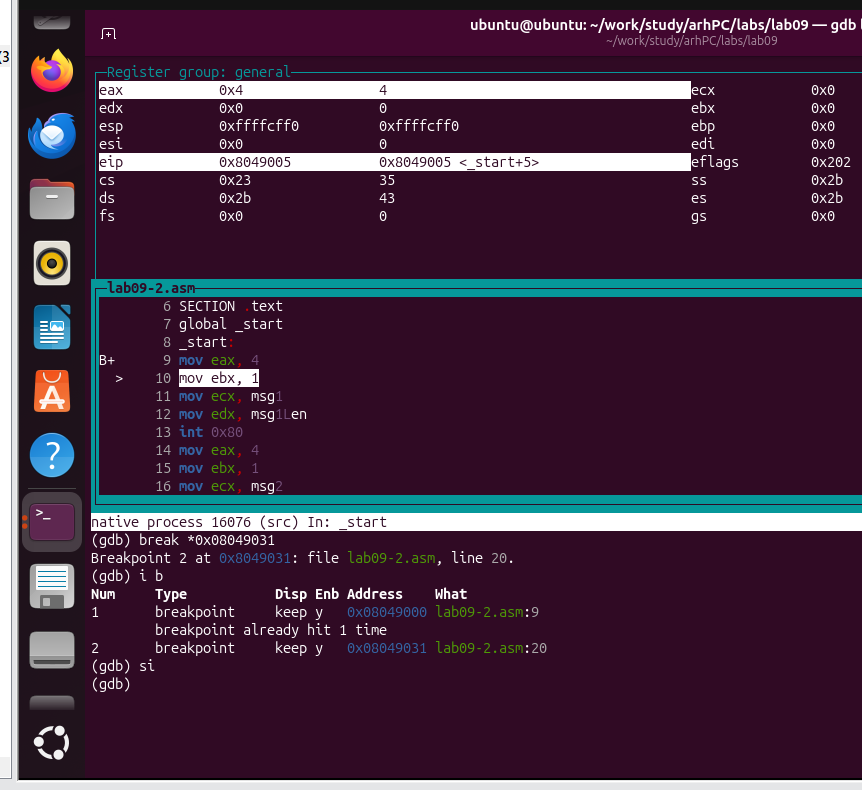 (3
ubuntu@ubuntu: ~/work/study/arhPC/labs/lab09 — gdb
~/work/study/arhPC/labs/lab09
Register group: general
eax 0x4 4 ecx 0x0
edx 0x0 0 ebx 0x0
esp 0xffffcff0 0xffffcff0 ebp 0x0
esi 0x0 0 edi 0x0
eip 0x8049005 0x8049005 <_start+5> eflags 0x202
cs 0x23 35 ss 0x2b
ds 0x2b 43 es 0x2b
fs 0x0 0 gs 0x0
lab09-2.asm
6 SECTION .text
7 global _start
8 _start:
B+ 9 mov eax, 4
> 10 mov ebx, 1
11 mov ecx, msg1
12 mov edx, msg1Len
13 int 0x80
14 mov eax, 4
15 mov ebx, 1
16 mov ecx, msg2
native process 16076 (src) In: _start
(gdb) break *0x08049031
Breakpoint 2 at 0x8049031: file lab09-2.asm, line 20.
(gdb) i b
Num Type Disp Enb Address What
1 breakpoint keep y 0x08049000 lab09-2.asm:9
breakpoint already hit 1 time
2 breakpoint keep y 0x08049031 lab09-2.asm:20
(gdb) si
(gdb)